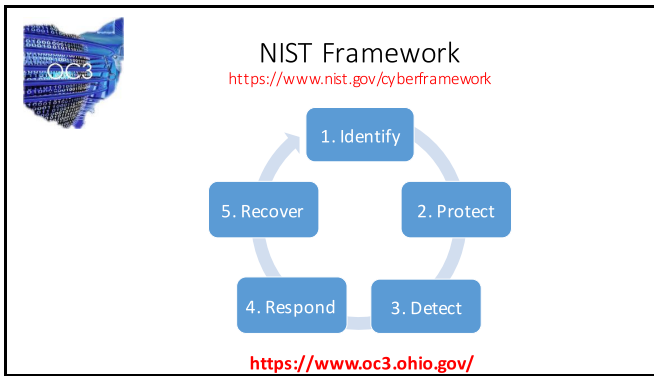 OC3
NIST Framework
https://www.nist.gov/cyberframework
1. Identify
2. Protect
3. Detect
4. Respond
5. Recover
https://www.oc3.ohio.gov/